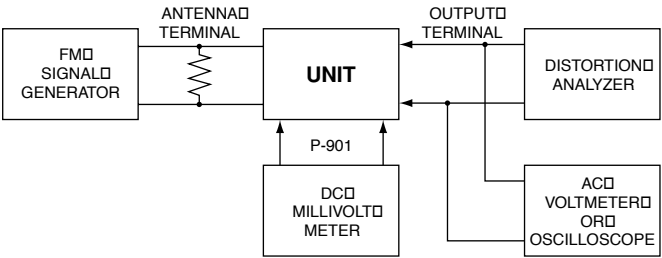 ANTENNA
TERMINAL
OUTPUT
TERMINAL
FM
SIGNAL
GENERATOR
UNIT
DISTORTION
ANALYZER
P-901
DC
MILLIVOLT
METER
AC
VOLTMETER
OR
OSCILLOSCOPE